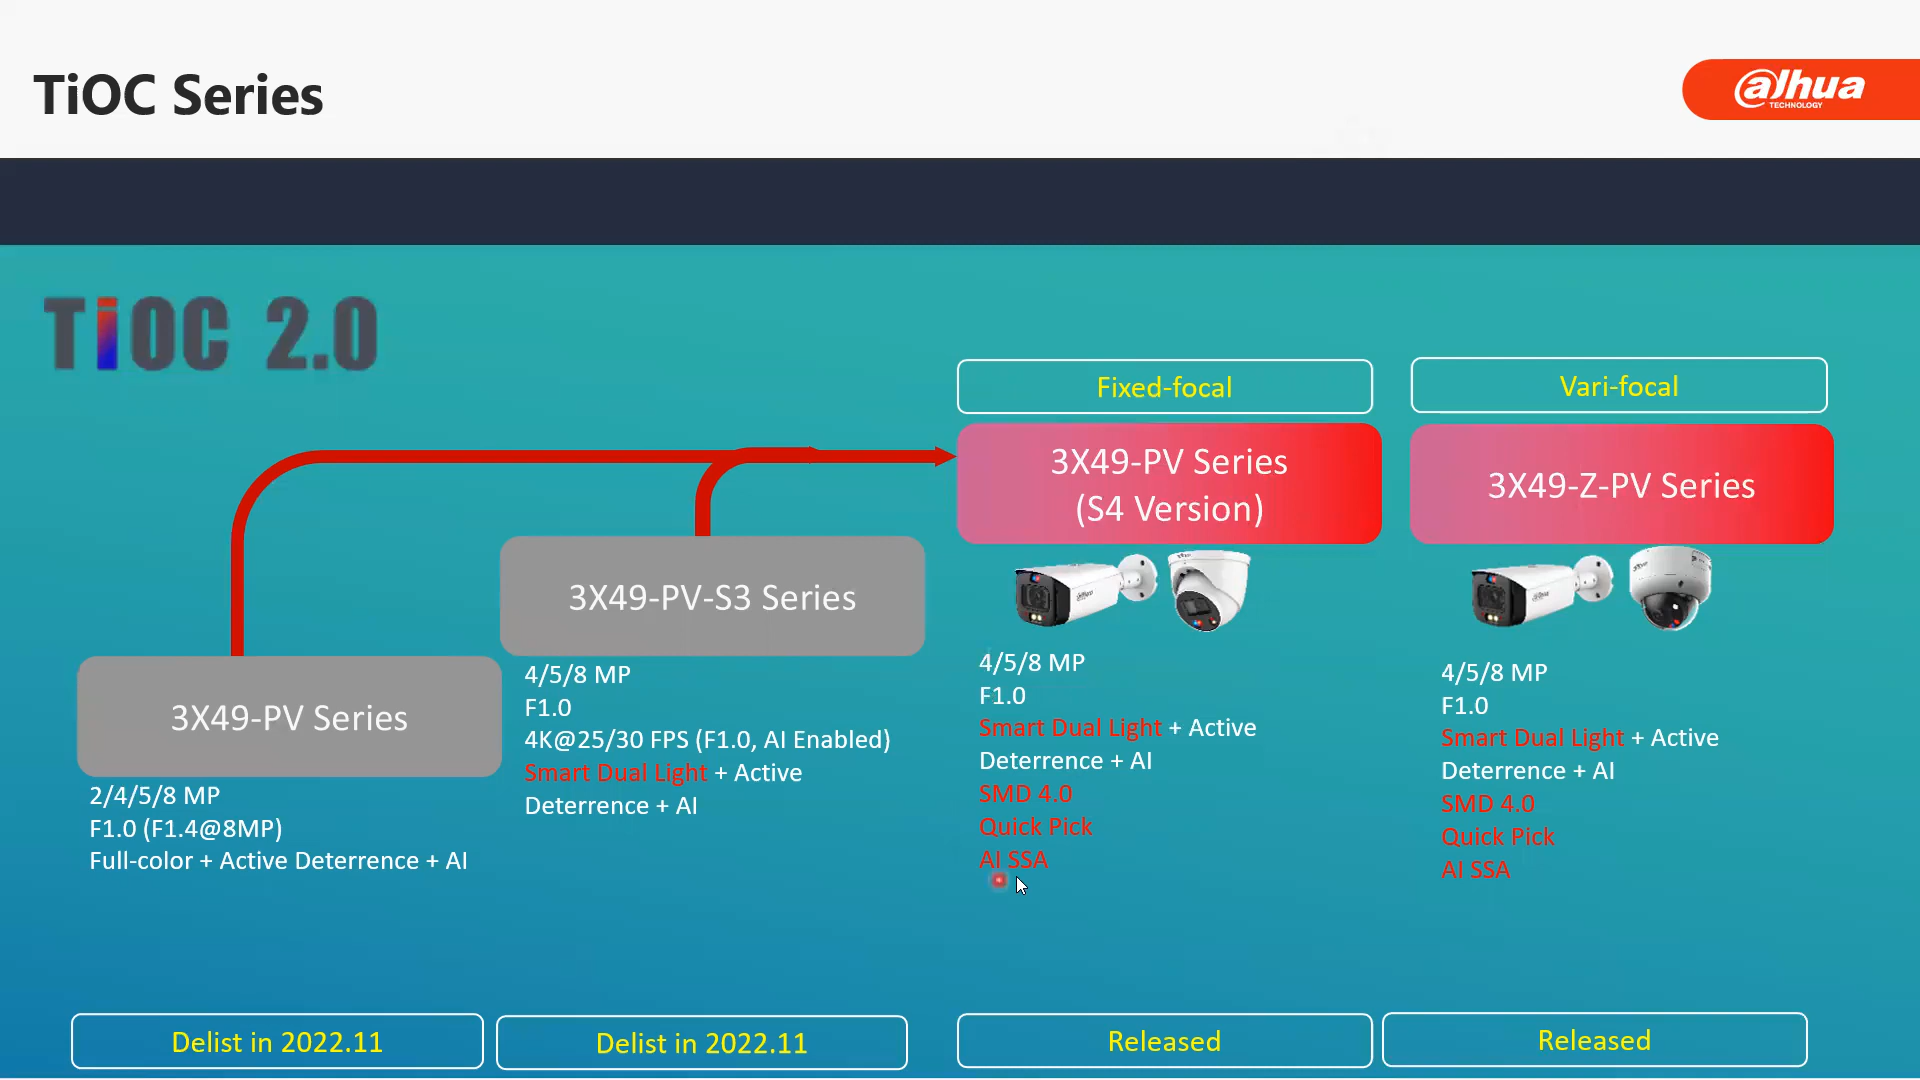 TiOC Series
alhua
TECHNOLOGY
TiOC 2.0
Fixed-focal
Vari-focal
3X49-PV Series
(S4 Version)
3X49-Z-PV Series
3X49-PV-S3 Series
3X49-PV Series
2/4/5/8 MP
F1.0 (F1.4@8MP)
Full-color + Active Deterrence + AI
4/5/8 MP
F1.0
4K@25/30 FPS (F1.0, AI Enabled)
Smart Dual Light + Active
Deterrence + AI
4/5/8 MP
F1.0
Smart Dual Light + Active
Deterrence + AI
SMD 4.0
Quick Pick
AI SSA
4/5/8 MP
F1.0
Smart Dual Light + Active
Deterrence + AI
SMD 4.0
Quick Pick
AI SSA
Delist in 2022.11
Delist in 2022.11
Released
Released